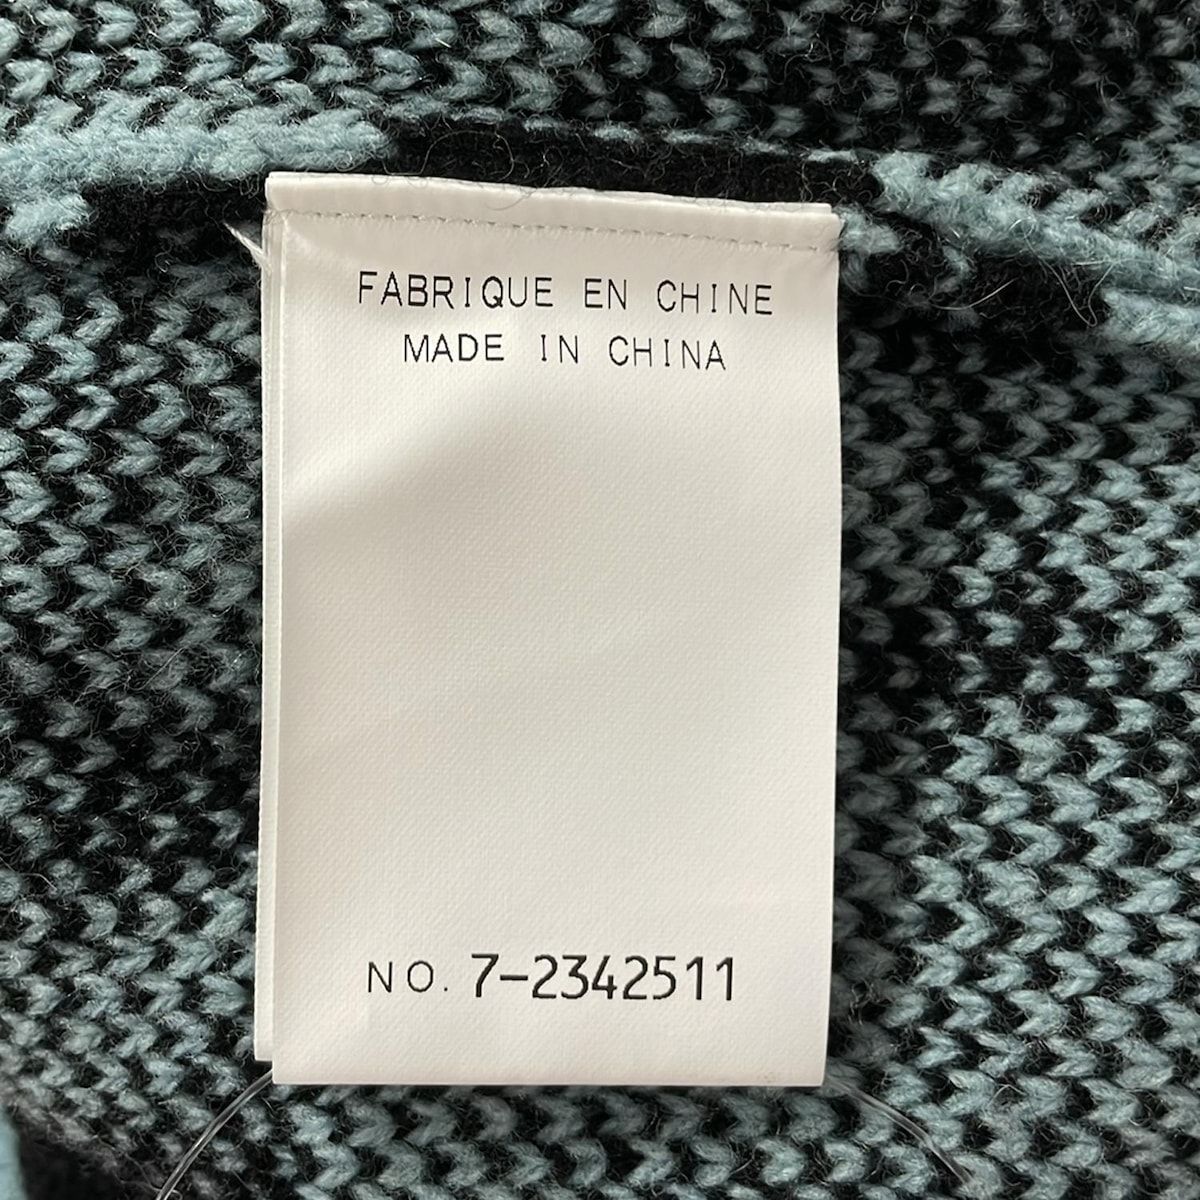 FABRIQUE EN CHINE
MADE IN CHINA
NO. 7-2342511